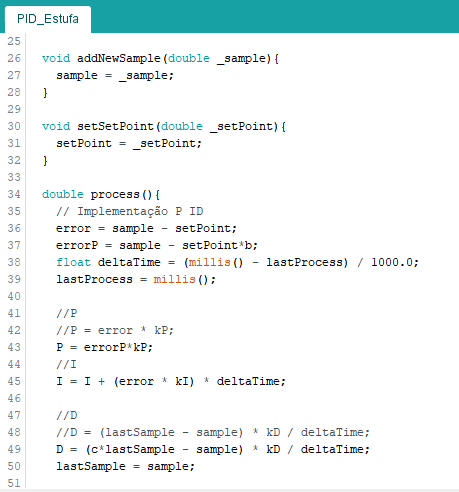 PID_Estufa
25
26 void addNewSample(double _sample){
27 sample = _sample;
28 }
29
30 void setSetPoint(double _setPoint){
31 setPoint = _setPoint;
32 }
33
34 double process(){
35 // Implementação P ID
36 error = sample - setPoint;
37 errorP = sample - setPoint*b;
38 float deltaTime = (millis() - lastProcess) / 1000.0;
39 lastProcess = millis();
40
41 //P
42 //P = error * kP;
43 P = errorP*kP;
44 //I
45 I = I + (error * kI) * deltaTime;
46
47 //D
48 //D = (lastSample - sample) * kD / deltaTime;
49 D = (c*lastSample - sample) * kD / deltaTime;
50 lastSample = sample;
51